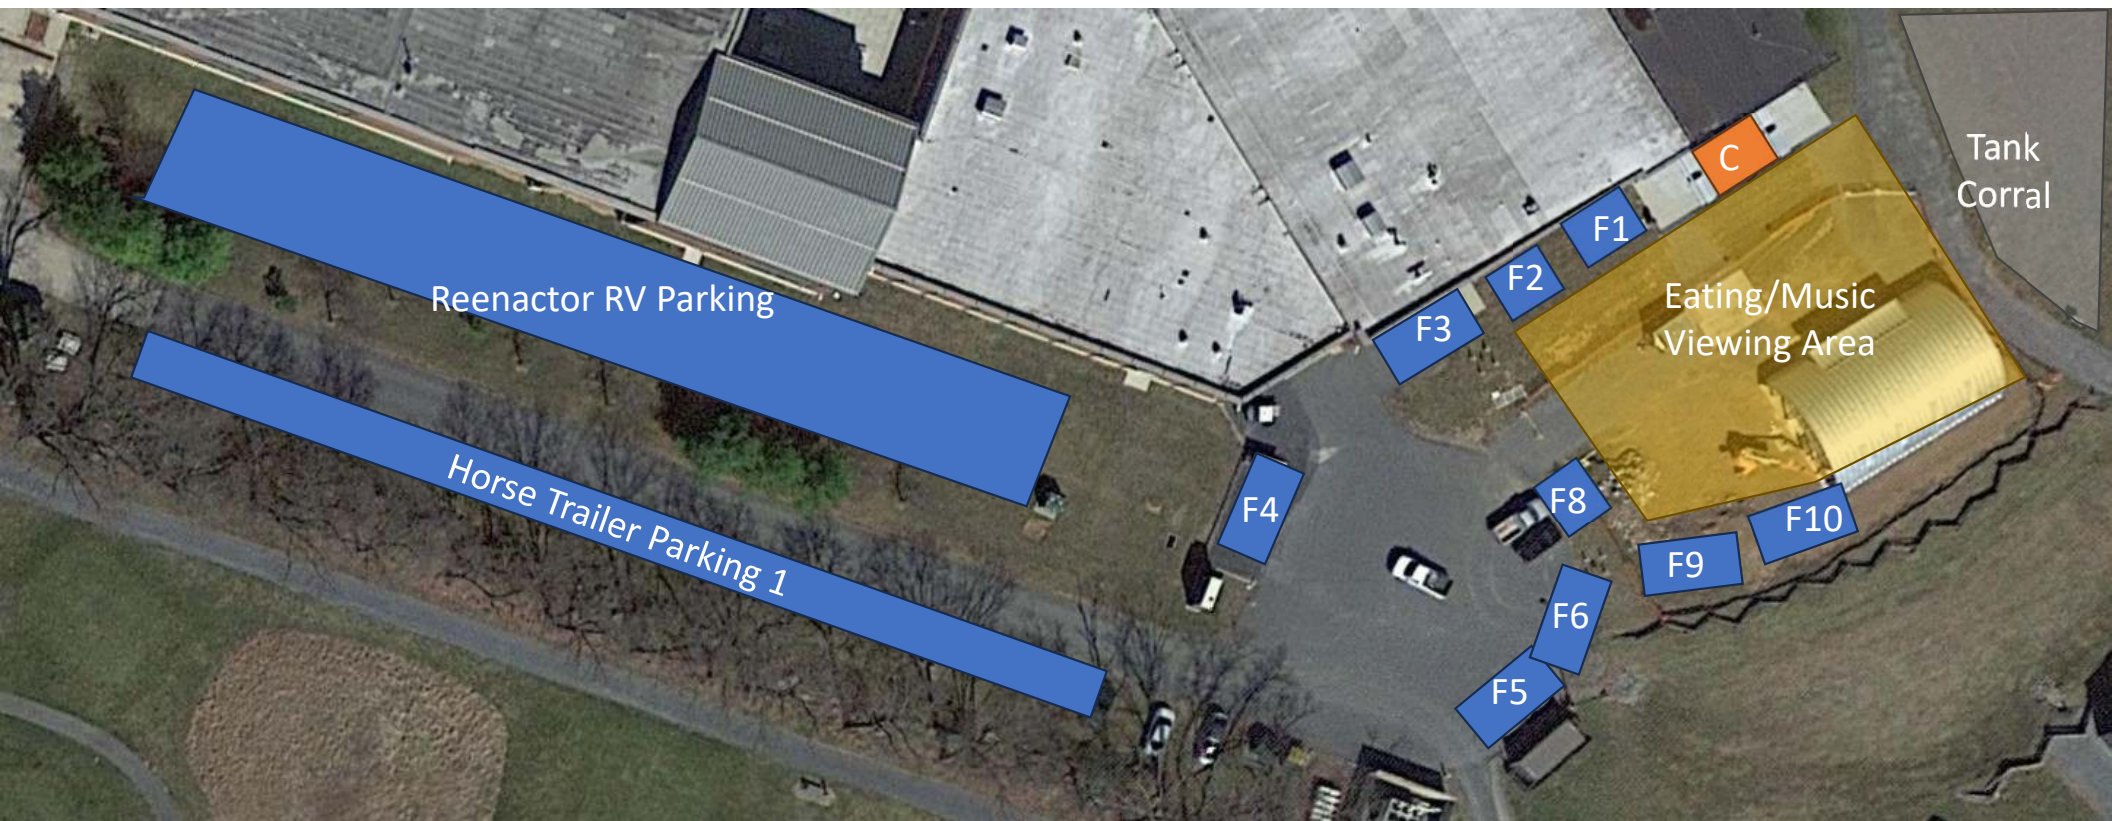 Tank
Corral
C
F1
F2
F3
Eating/Music
Viewing Area
Reenactor RV Parking
Horse Trailer Parking 1
F4
F8
F10
F9
F6
F5